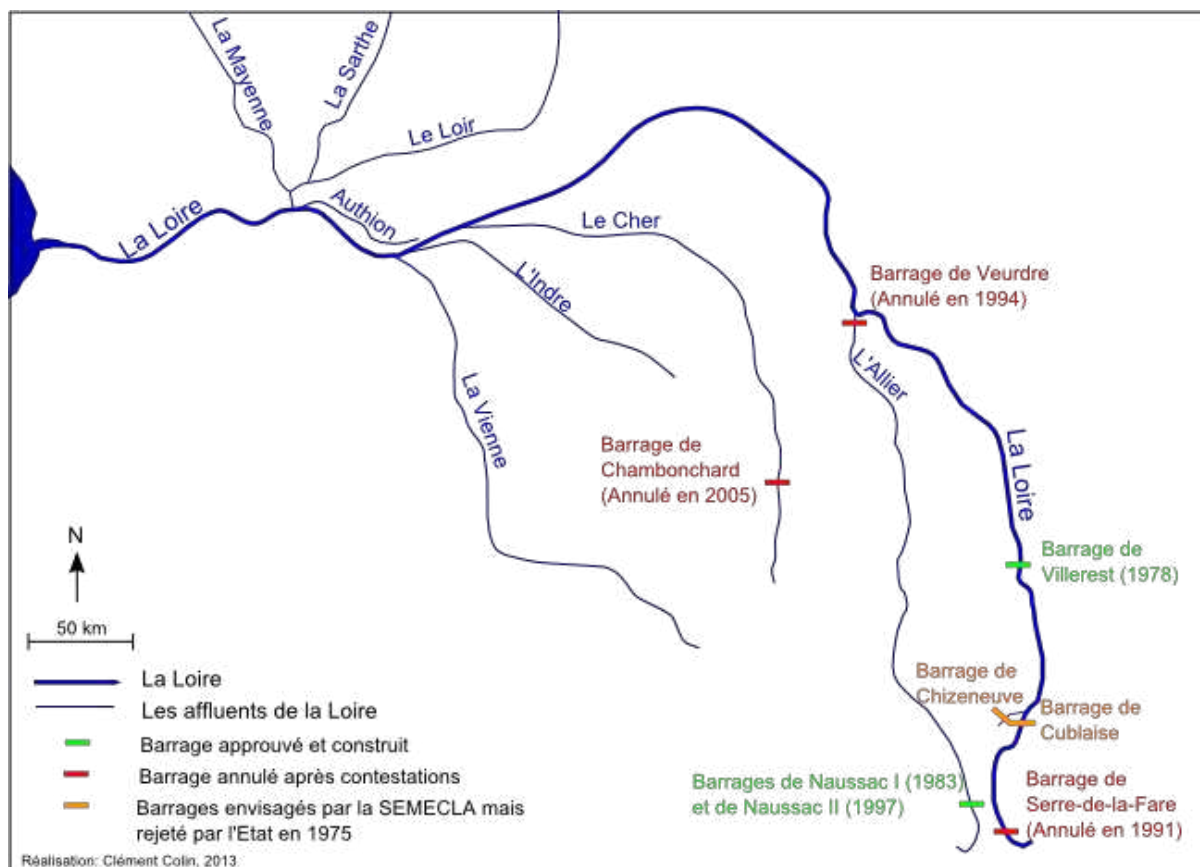 La Mayenne
La Sarthe
Le Loir
Authion
La Loire
Le Cher
L'Indre
La Vienne
Barrage de Veurdre
(Annulé en 1994)
L'Allier
La Loire
Barrage de
Chambonchard
(Annulé en 2005)
Barrage de
Villerest (1978)
Barrage de
Chizeneuve
Barrage de
Cublaise
Barrages de Naussac I (1983)
et de Naussac II (1997)
Barrage de
Serre-de-la-Fare
(Annulé en 1991)
N
50 km
La Loire
Les affluents de la Loire
Barrage approuvé et construit
Barrage annulé après contestations
Barrages envisagés par la SEMECLA mais
rejeté par l'Etat en 1975
Réalisation: Clément Colin, 2013